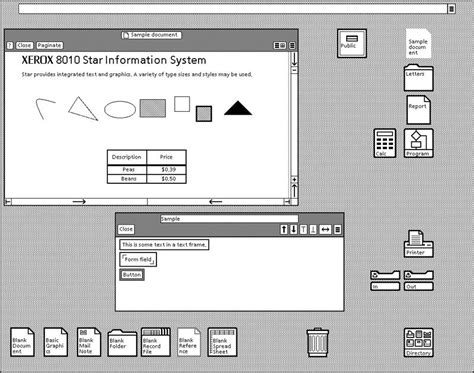 Sample document
? Close Paginate
XEROX 8010 Star Information System
Star provides integrated text and graphics. A variety of type sizes and styles may be used.
Description Price
Peas $0.39
Beans $0.50
Public
Sample document
Letters
Report
Calc
Program
Sample
Close
This is some text in a text frame.
Form field
Button
Printer
In
Out
Blank Document
Basic Graphics
Blank Mail Note
Blank Folder
Blank Record File
Blank Reference
Blank Spread Sheet
Directory